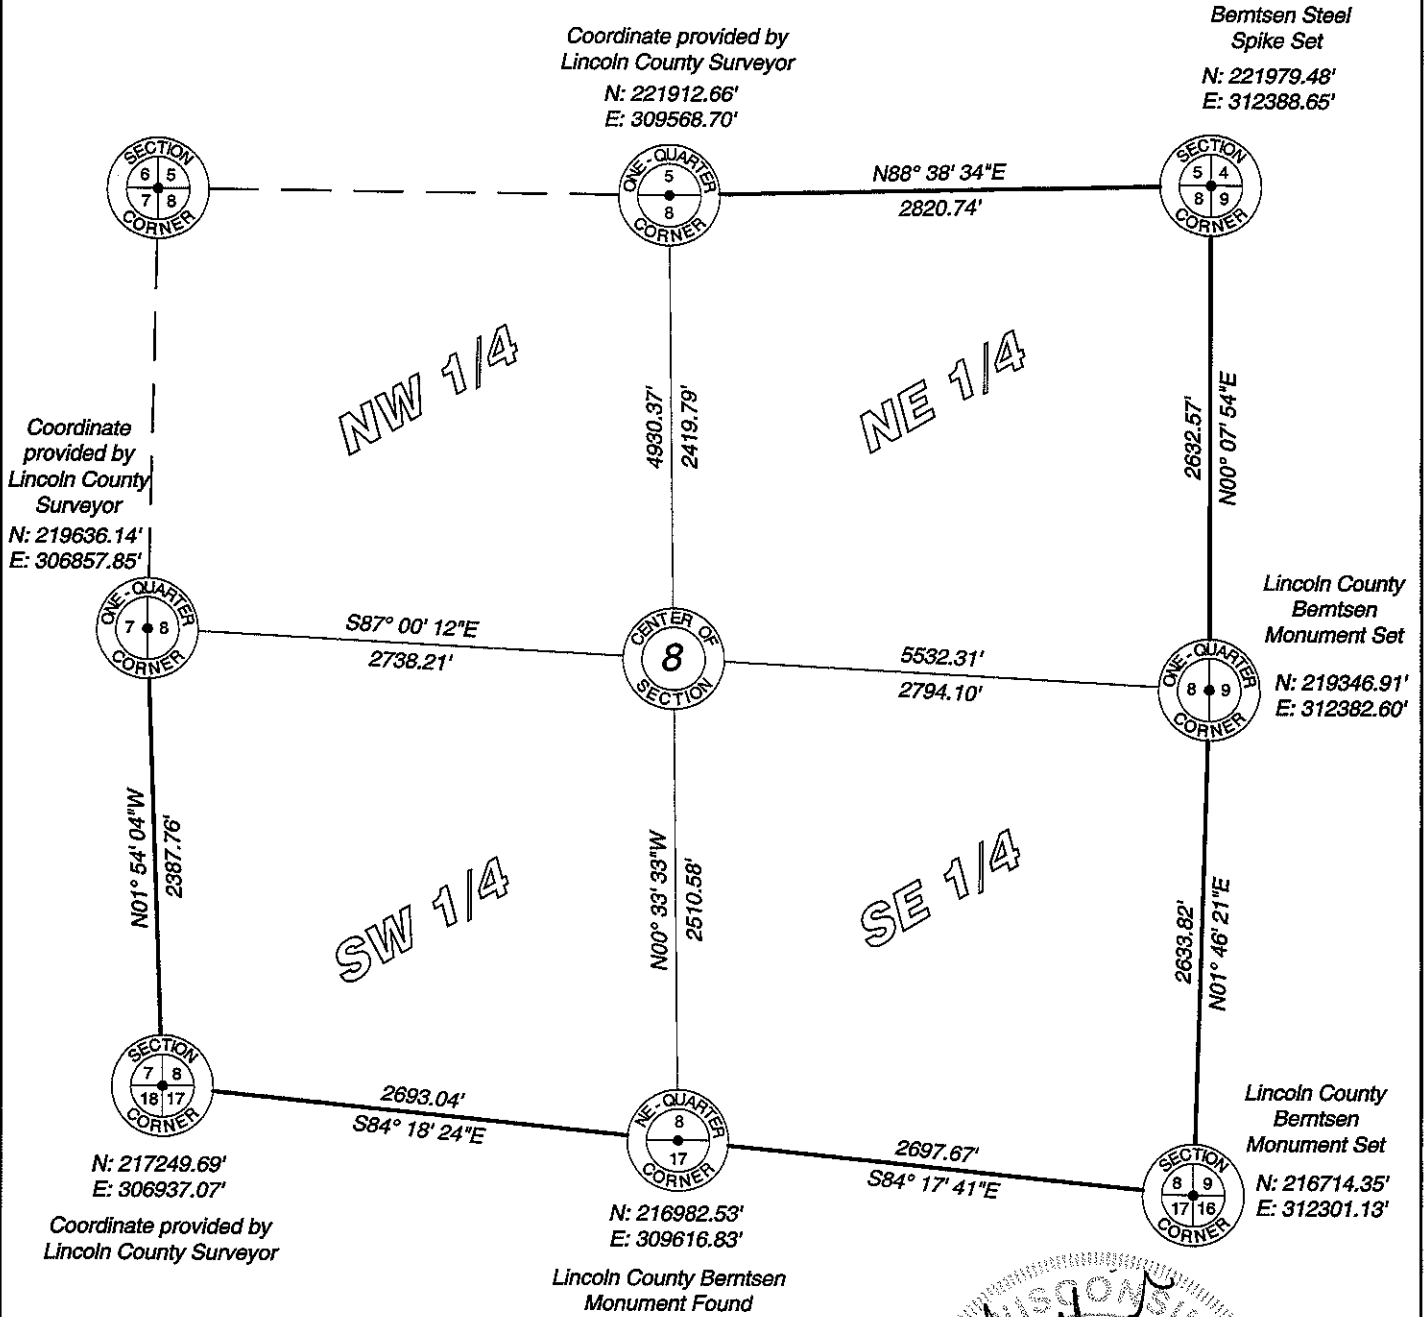 Berntsen Steel
Spike Set
N: 221979.48'
E: 312388.65'
Coordinate provided by
Lincoln County Surveyor
N: 221912.66'
E: 309568.70'
SECTION
6 5
7 8
CORNER
ONE-QUARTER
5
8
CORNER
N88° 38' 34"E
2820.74'
SECTION
5 4
8 9
CORNER
NW 1/4
NE 1/4
4930.37'
2419.79'
2632.57'
N00° 07' 54"E
Coordinate
provided by
Lincoln County
Surveyor
N: 219636.14'
E: 306857.85'
ONE-QUARTER
7 8
CORNER
S87° 00' 12"E
2738.21'
CENTER OF
8
SECTION
5532.31'
2794.10'
ONE-QUARTER
8 9
CORNER
Lincoln County
Berntsen
Monument Set
N: 219346.91'
E: 312382.60'
N01° 54' 04"W
2387.76'
SW 1/4
N00° 33' 33"W
2510.58'
SE 1/4
2633.82'
N01° 46' 21"E
SECTION
7 8
18 17
CORNER
2693.04'
S84° 18' 24"E
NE-QUARTER
8
17
CORNER
2697.67'
S84° 17' 41"E
SECTION
8 9
17 16
CORNER
Lincoln County
Berntsen
Monument Set
N: 216714.35'
E: 312301.13'
N: 217249.69'
E: 306937.07'
Coordinate provided by
Lincoln County Surveyor
N: 216982.53'
E: 309616.83'
Lincoln County Berntsen
Monument Found